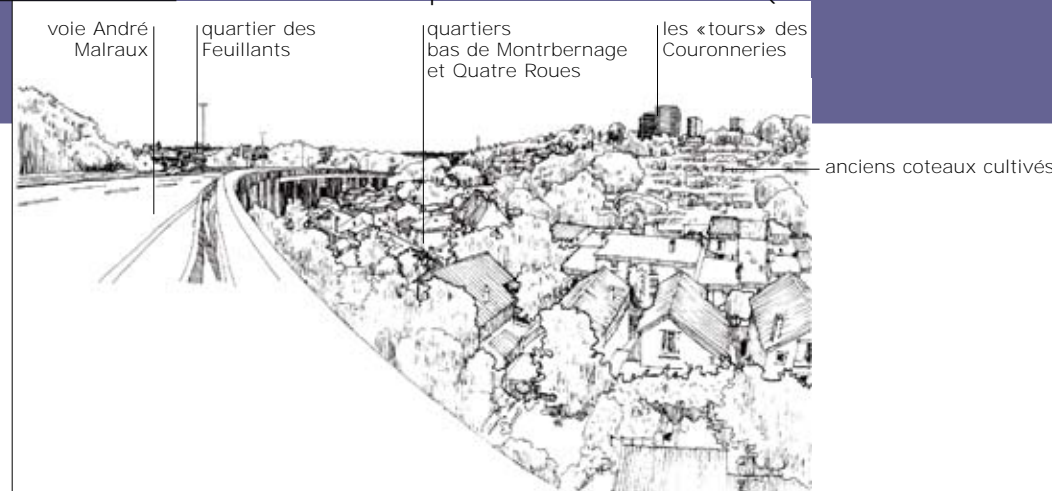 voie André
Malraux
quartier des
Feuillants
quartiers
bas de Montrbernage
et Quatre Roues
les «tours» des
Couronneries
anciens coteaux cultivés